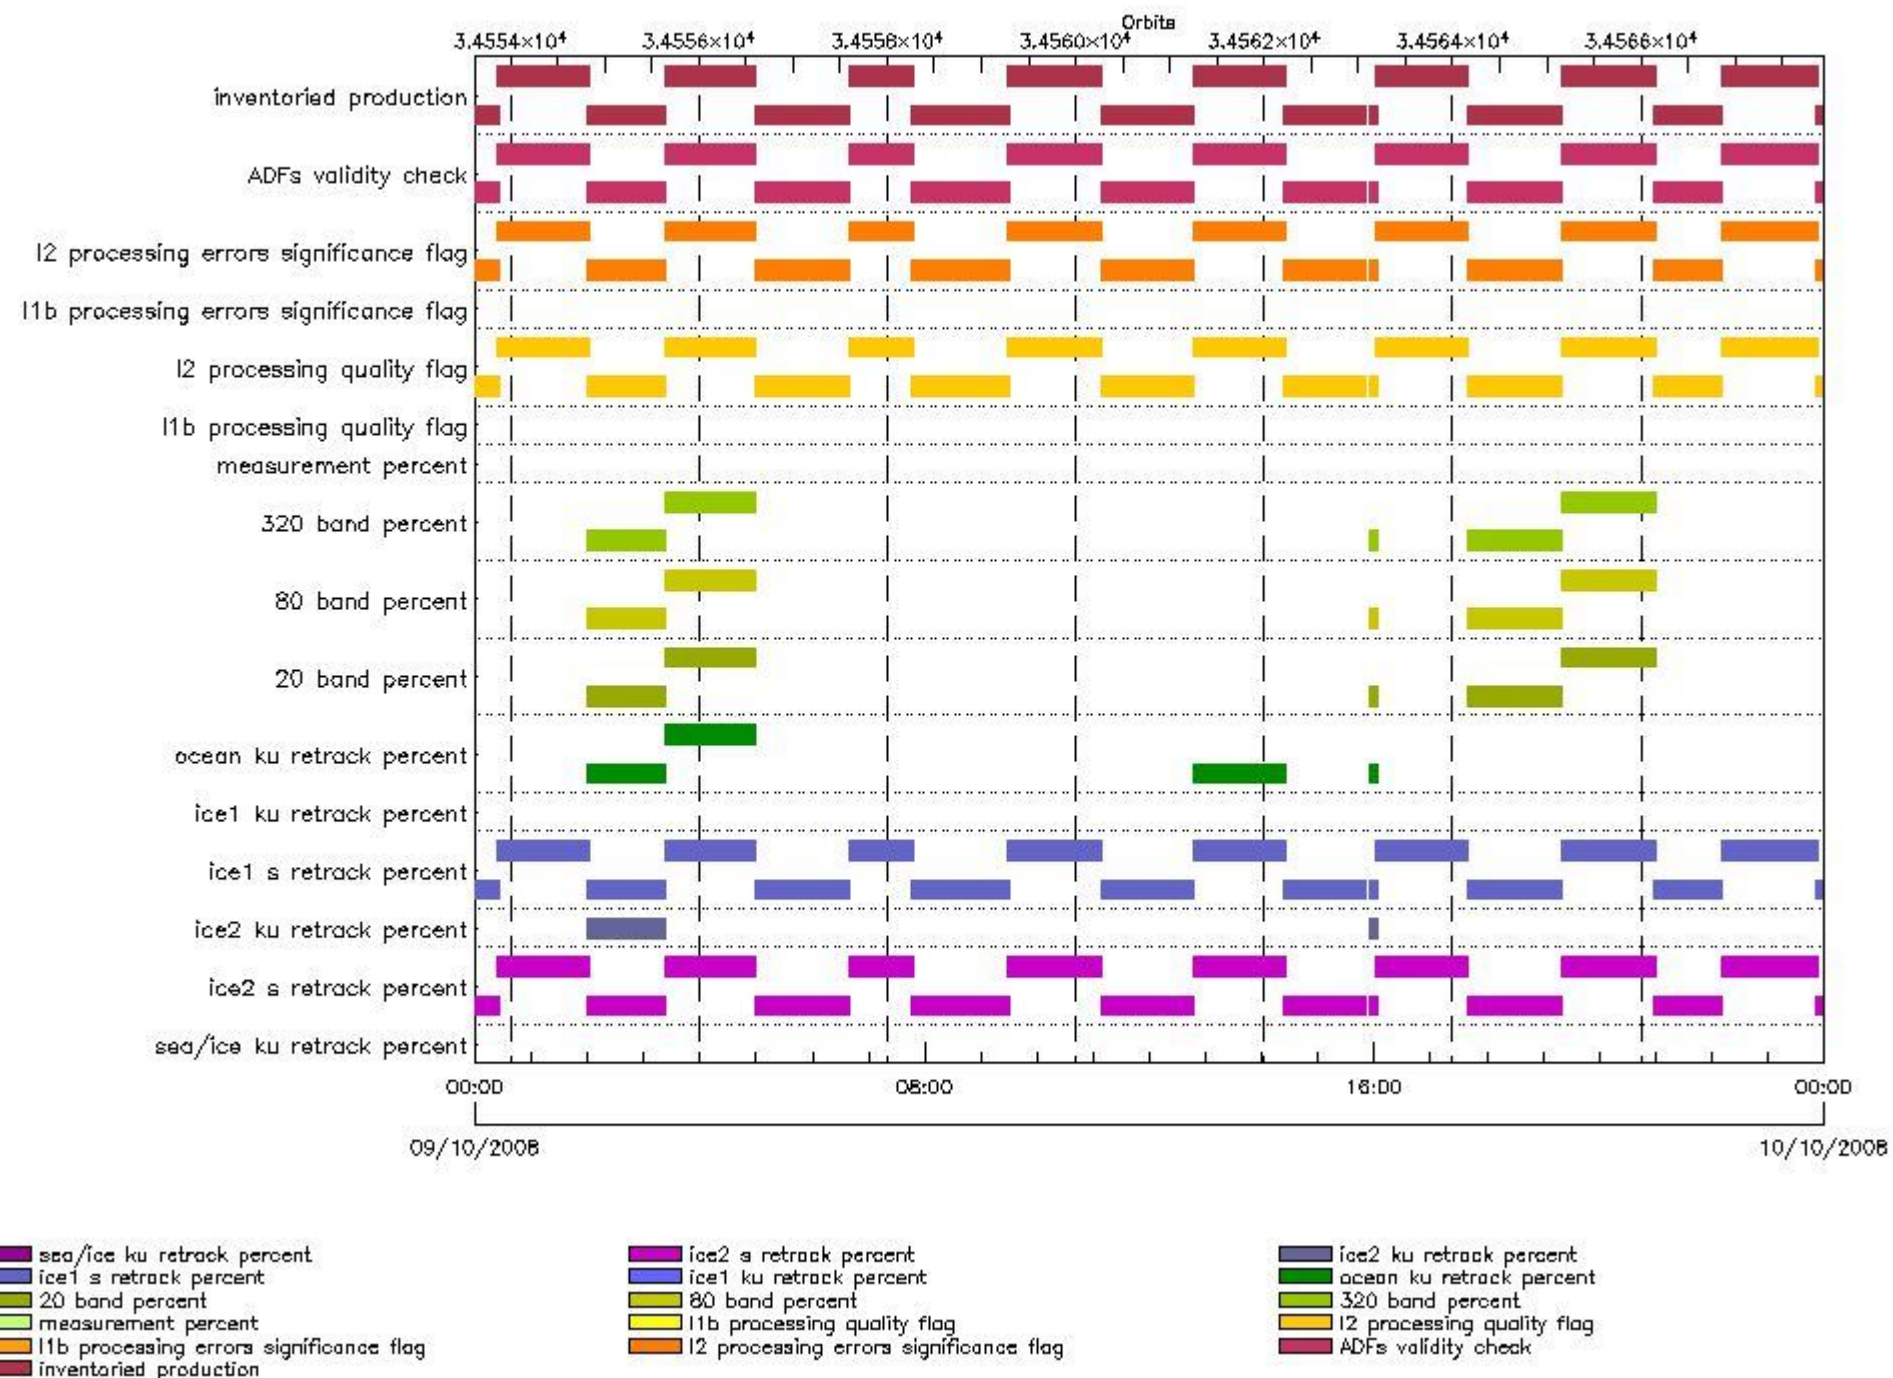 Orbits
3.4554×10⁴ 3.4556×10⁴ 3.4558×10⁴ 3.4560×10⁴ 3.4562×10⁴ 3.4564×10⁴ 3.4566×10⁴
inventoried production
ADFs validity check
l2 processing errors significance flag
l1b processing errors significance flag
l2 processing quality flag
l1b processing quality flag
measurement percent
320 band percent
80 band percent
20 band percent
ocean ku retrack percent
ice1 ku retrack percent
ice1 s retrack percent
ice2 ku retrack percent
ice2 s retrack percent
sea/ice ku retrack percent
00:00 08:00 16:00 00:00
09/10/2008 10/10/2008
sea/ice ku retrack percent ice2 s retrack percent ice2 ku retrack percent
ice1 s retrack percent ice1 ku retrack percent ocean ku retrack percent
20 band percent 80 band percent 320 band percent
measurement percent l1b processing quality flag l2 processing quality flag
l1b processing errors significance flag l2 processing errors significance flag ADFs validity check
inventoried production